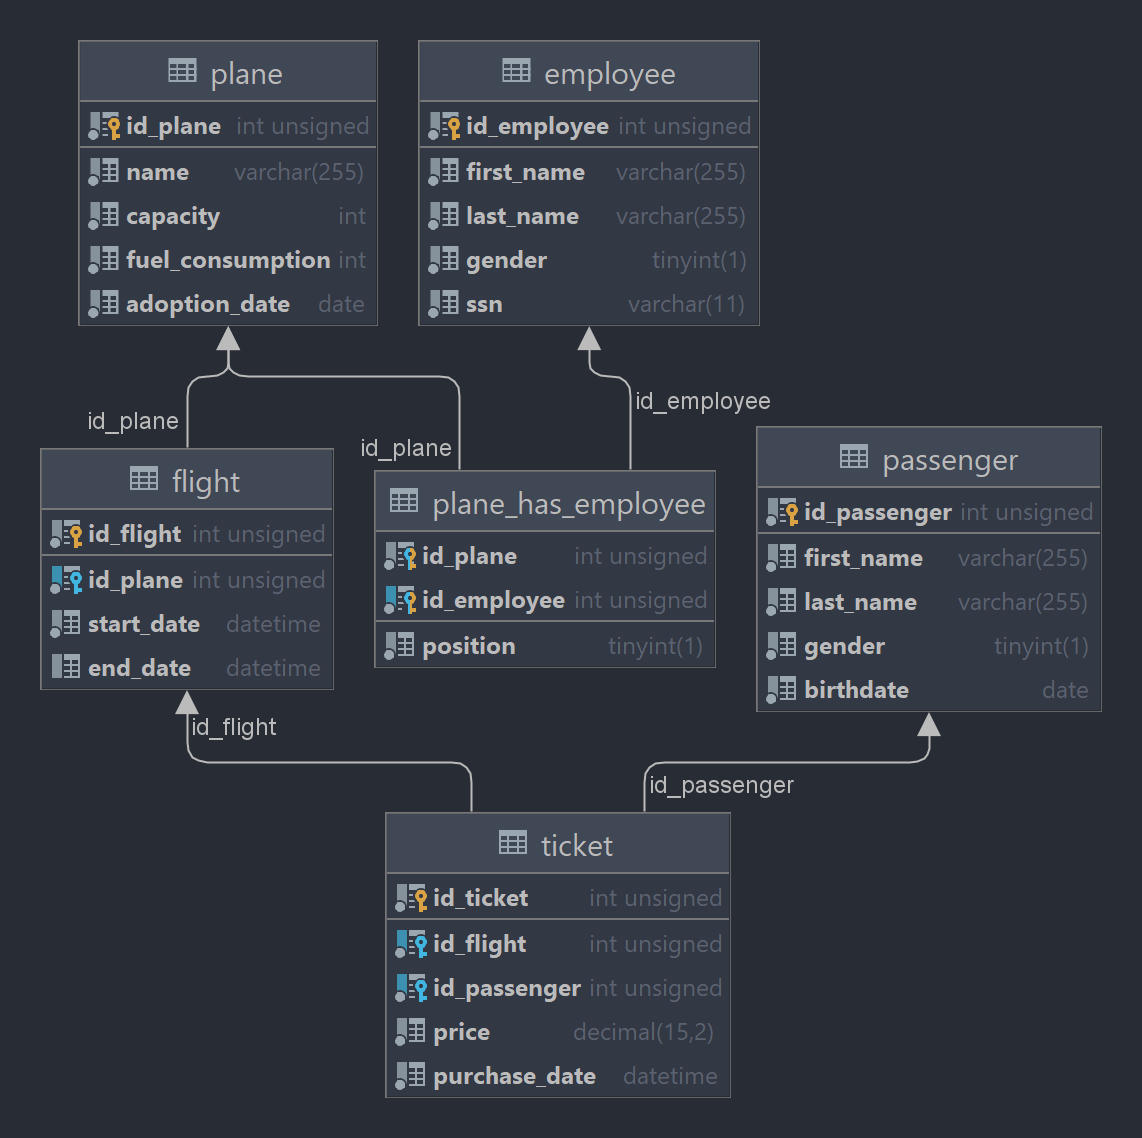 plane
id_plane int unsigned
name varchar(255)
capacity int
fuel_consumption int
adoption_date date
employee
id_employee int unsigned
first_name varchar(255)
last_name varchar(255)
gender tinyint(1)
ssn varchar(11)
id_plane
id_plane
id_employee
flight
id_flight int unsigned
id_plane int unsigned
start_date datetime
end_date datetime
plane_has_employee
id_plane int unsigned
id_employee int unsigned
position tinyint(1)
passenger
id_passenger int unsigned
first_name varchar(255)
last_name varchar(255)
gender tinyint(1)
birthdate date
id_flight
id_passenger
ticket
id_ticket int unsigned
id_flight int unsigned
id_passenger int unsigned
price decimal(15,2)
purchase_date datetime